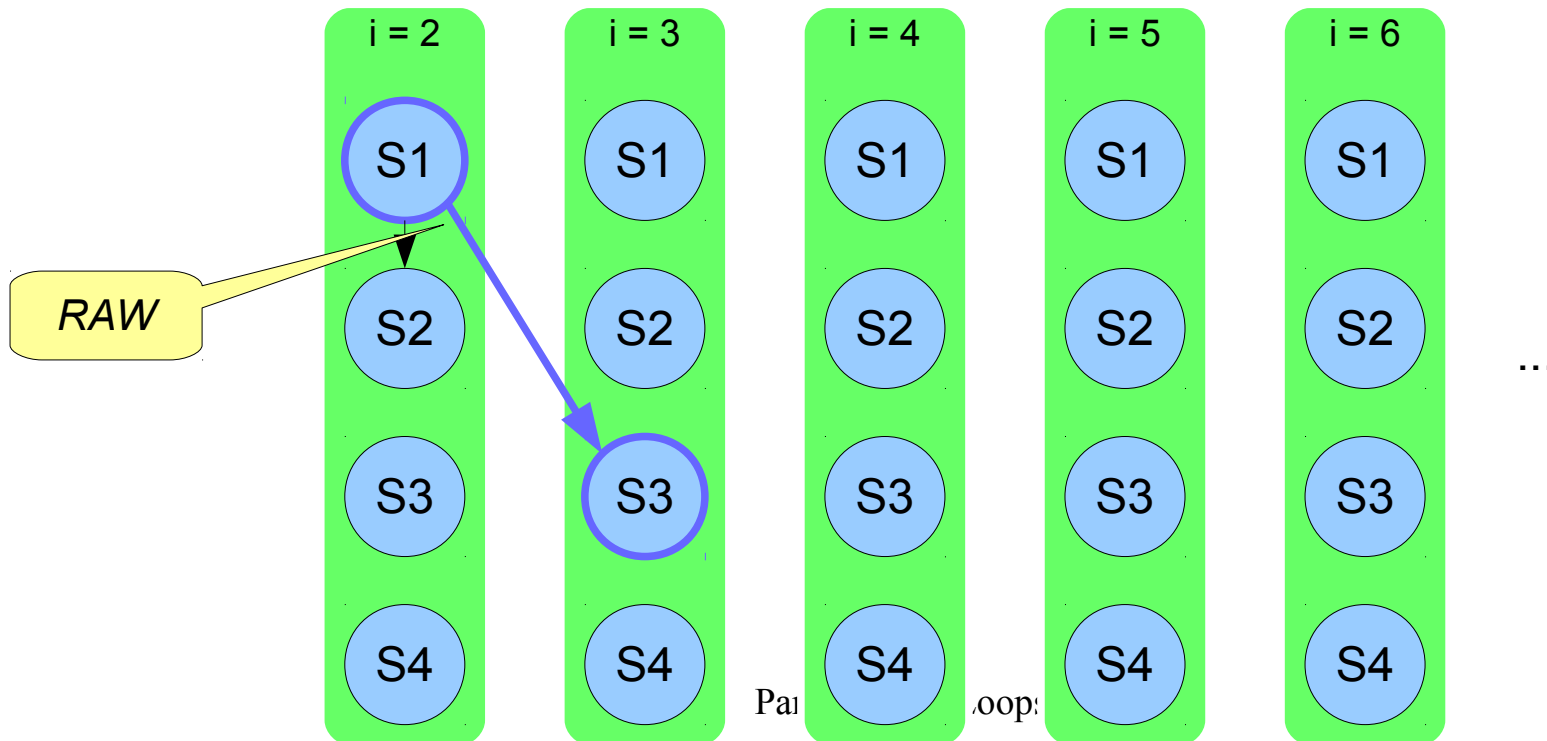 i = 2 i = 3 i = 4 i = 5 i = 6
S1 S1 S1 S1 S1
RAW
S2 S2 S2 S2 S2
...
S3 S3 S3 S3 S3
S4 S4 S4 S4 S4